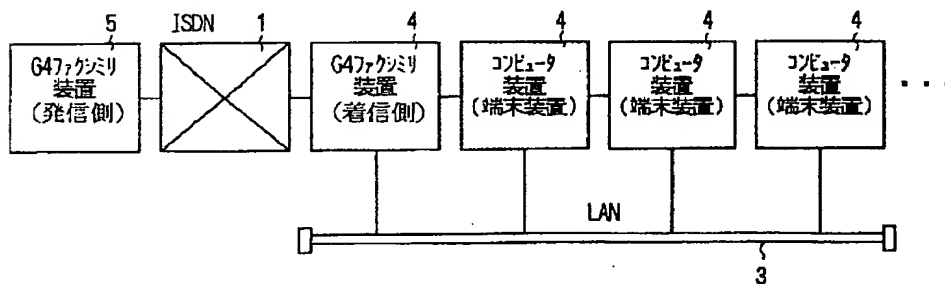 5
ISDN
1
4
4
4
4
G4ファクシミリ
装置
(発信側)
G4ファクシミリ
装置
(着信側)
コンピュータ
装置
(端末装置)
コンピュータ
装置
(端末装置)
コンピュータ
装置
(端末装置)
・・・
LAN
3